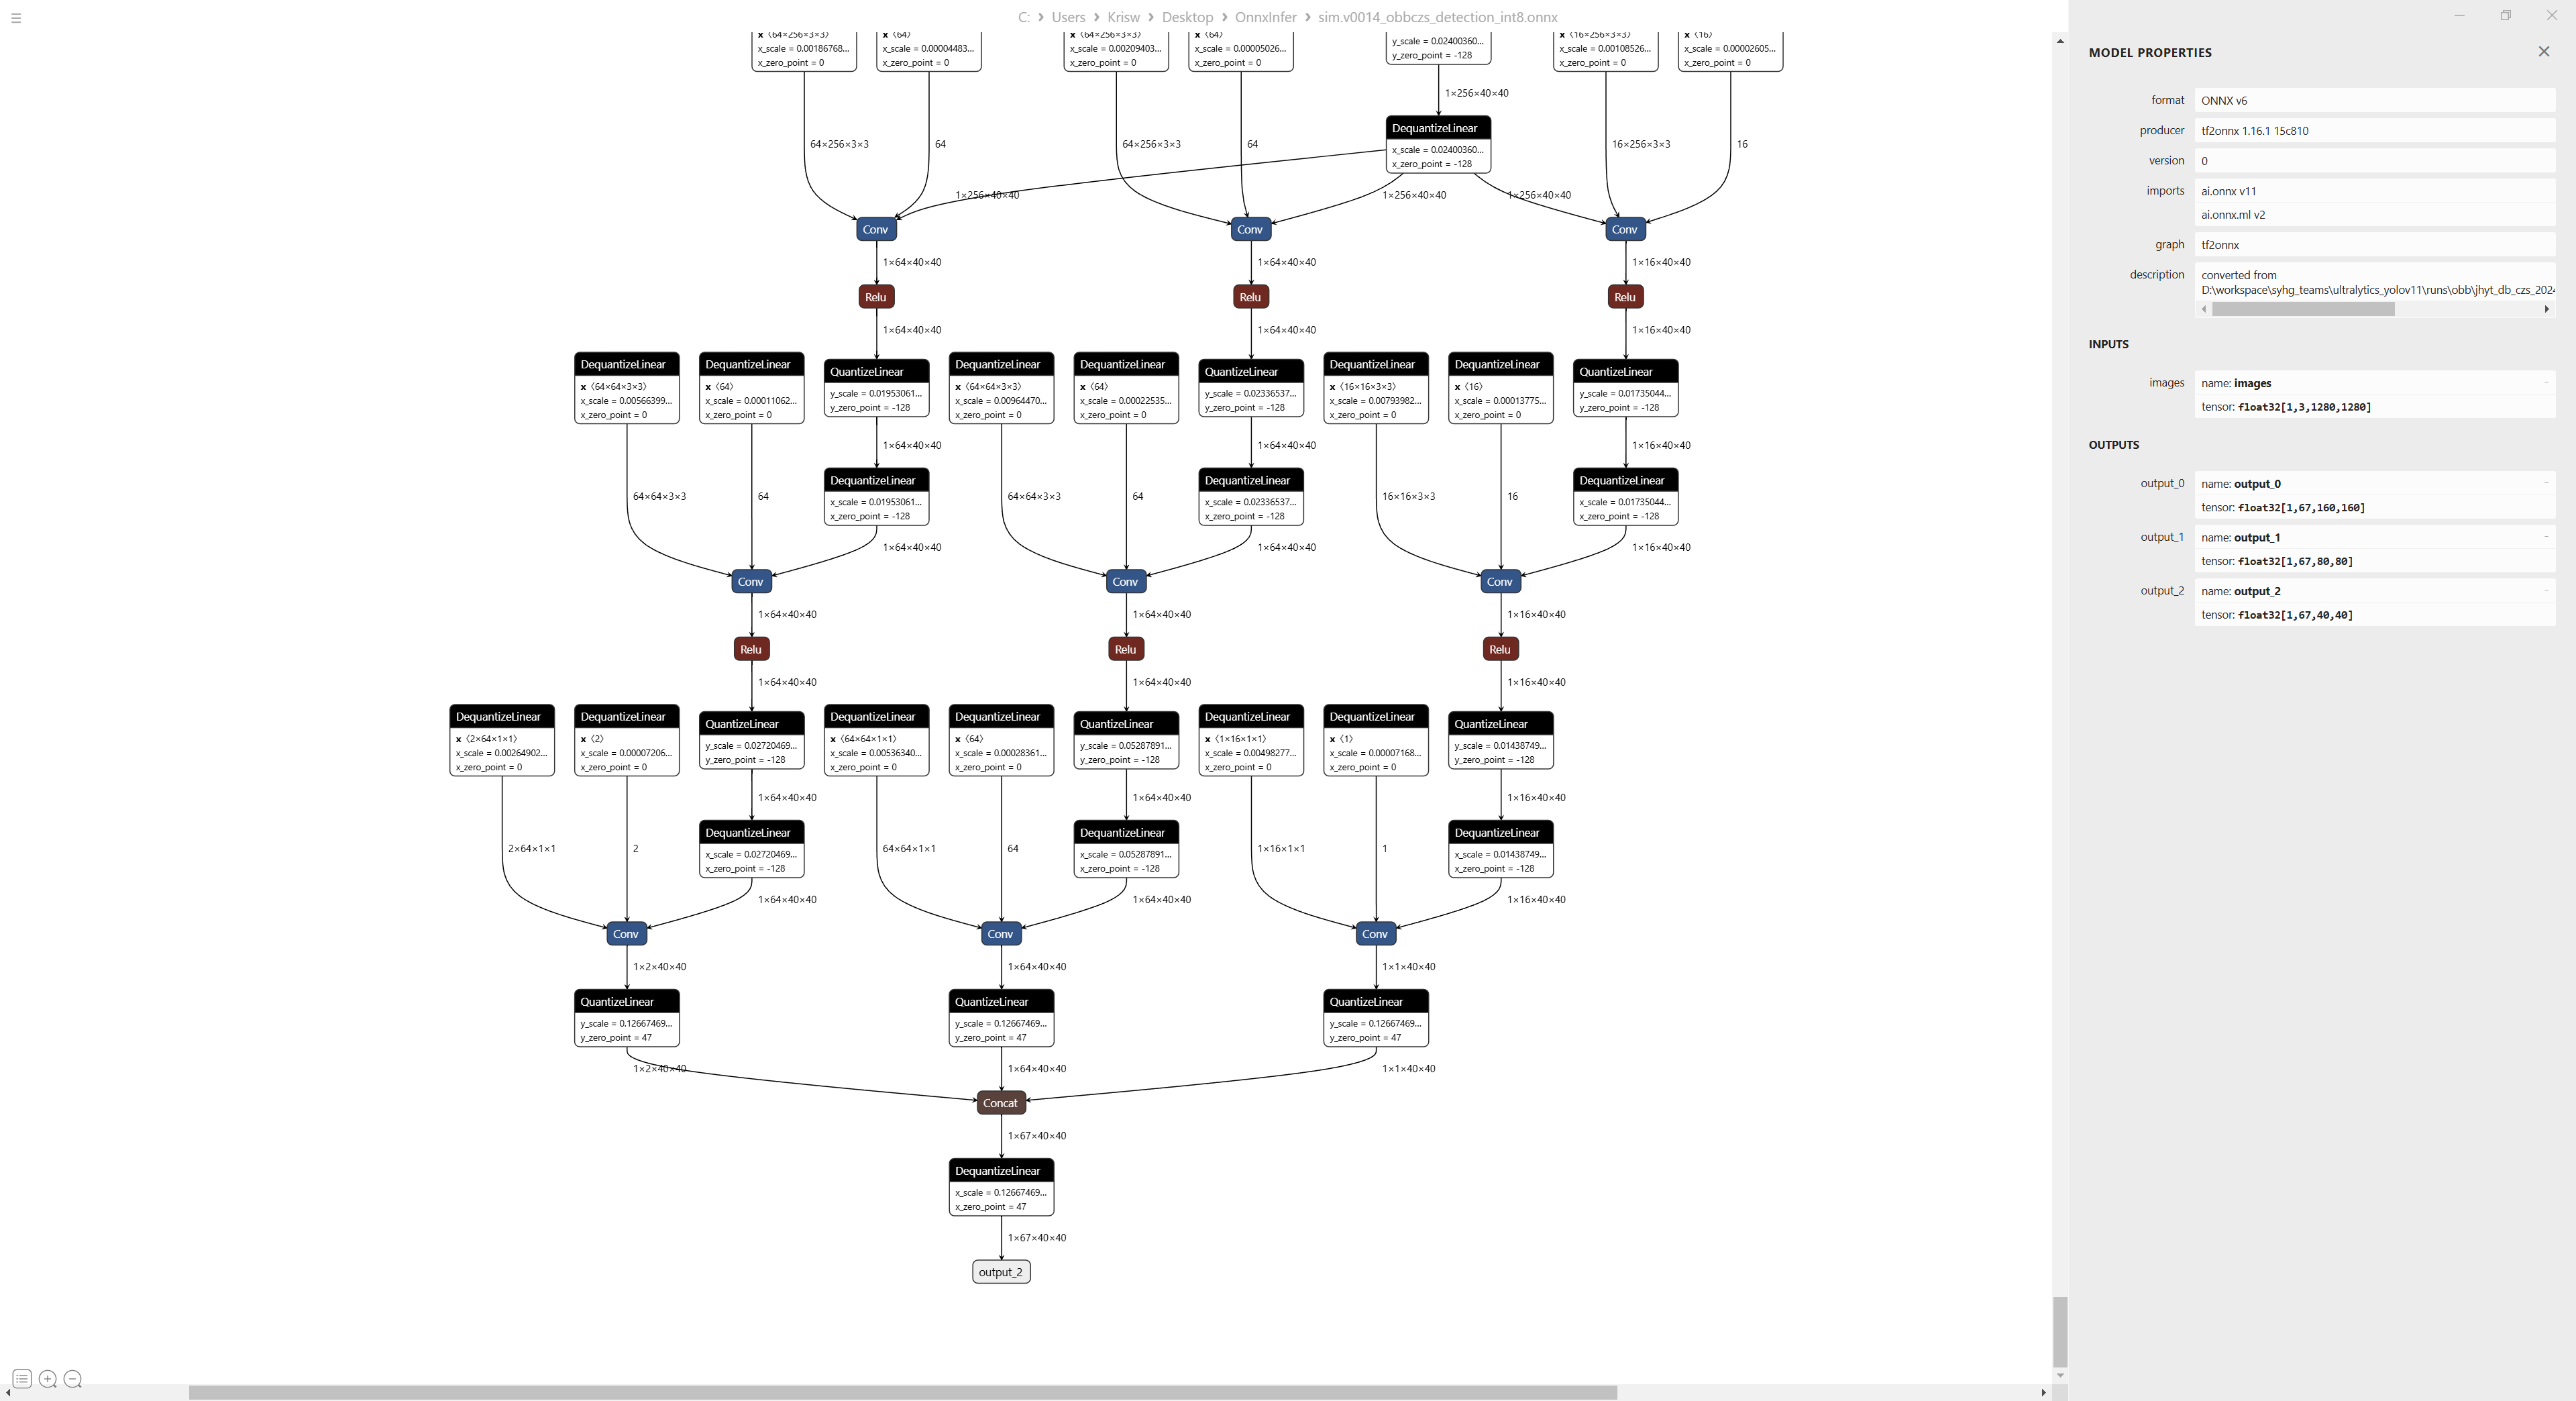 C: › Users › Krisw › Desktop › OnnxInfer › sim.v0014_obbczs_detection_int8.onnx
x 〈64×256×3×3〉
x_scale = 0.00186768...
x_zero_point = 0
x 〈64〉
x_scale = 0.00004483...
x_zero_point = 0
x 〈64×256×3×3〉
x_scale = 0.00209403...
x_zero_point = 0
x 〈64〉
x_scale = 0.00005026...
x_zero_point = 0
y_scale = 0.02400360...
y_zero_point = -128
x 〈16×256×3×3〉
x_scale = 0.00108526...
x_zero_point = 0
x 〈16〉
x_scale = 0.00002605...
x_zero_point = 0
1×256×40×40
DequantizeLinear
x_scale = 0.02400360...
x_zero_point = -128
64×256×3×3
64
64×256×3×3
64
16×256×3×3
16
1×256×40×40
1×256×40×40
1×256×40×40
Conv
Conv
Conv
1×64×40×40
1×64×40×40
1×16×40×40
Relu
Relu
Relu
1×64×40×40
1×64×40×40
1×16×40×40
DequantizeLinear
x 〈64×64×3×3〉
x_scale = 0.00566399...
x_zero_point = 0
DequantizeLinear
x 〈64〉
x_scale = 0.00011062...
x_zero_point = 0
QuantizeLinear
y_scale = 0.01953061...
y_zero_point = -128
DequantizeLinear
x 〈64×64×3×3〉
x_scale = 0.00964470...
x_zero_point = 0
DequantizeLinear
x 〈64〉
x_scale = 0.00022535...
x_zero_point = 0
QuantizeLinear
y_scale = 0.02336537...
y_zero_point = -128
DequantizeLinear
x 〈16×16×3×3〉
x_scale = 0.00793982...
x_zero_point = 0
DequantizeLinear
x 〈16〉
x_scale = 0.00013775...
x_zero_point = 0
QuantizeLinear
y_scale = 0.01735044...
y_zero_point = -128
1×64×40×40
1×64×40×40
1×16×40×40
DequantizeLinear
x_scale = 0.01953061...
x_zero_point = -128
DequantizeLinear
x_scale = 0.02336537...
x_zero_point = -128
DequantizeLinear
x_scale = 0.01735044...
x_zero_point = -128
64×64×3×3
64
64×64×3×3
64
16×16×3×3
16
1×64×40×40
1×64×40×40
1×16×40×40
Conv
Conv
Conv
1×64×40×40
1×64×40×40
1×16×40×40
Relu
Relu
Relu
1×64×40×40
1×64×40×40
1×16×40×40
DequantizeLinear
x 〈2×64×1×1〉
x_scale = 0.00264902...
x_zero_point = 0
DequantizeLinear
x 〈2〉
x_scale = 0.00007206...
x_zero_point = 0
QuantizeLinear
y_scale = 0.02720469...
y_zero_point = -128
DequantizeLinear
x 〈64×64×1×1〉
x_scale = 0.00536340...
x_zero_point = 0
DequantizeLinear
x 〈64〉
x_scale = 0.00028361...
x_zero_point = 0
QuantizeLinear
y_scale = 0.05287891...
y_zero_point = -128
DequantizeLinear
x 〈1×16×1×1〉
x_scale = 0.00498277...
x_zero_point = 0
DequantizeLinear
x 〈1〉
x_scale = 0.00007168...
x_zero_point = 0
QuantizeLinear
y_scale = 0.01438749...
y_zero_point = -128
1×64×40×40
1×64×40×40
1×16×40×40
DequantizeLinear
x_scale = 0.02720469...
x_zero_point = -128
DequantizeLinear
x_scale = 0.05287891...
x_zero_point = -128
DequantizeLinear
x_scale = 0.01438749...
x_zero_point = -128
2×64×1×1
2
64×64×1×1
64
1×16×1×1
1
1×64×40×40
1×64×40×40
1×16×40×40
Conv
Conv
Conv
1×2×40×40
1×64×40×40
1×1×40×40
QuantizeLinear
y_scale = 0.12667469...
y_zero_point = 47
QuantizeLinear
y_scale = 0.12667469...
y_zero_point = 47
QuantizeLinear
y_scale = 0.12667469...
y_zero_point = 47
1×2×40×40
1×64×40×40
1×1×40×40
Concat
1×67×40×40
DequantizeLinear
x_scale = 0.12667469...
x_zero_point = 47
1×67×40×40
output_2
MODEL PROPERTIES
format ONNX v6
producer tf2onnx 1.16.1 15c810
version 0
imports ai.onnx v11
ai.onnx.ml v2
graph tf2onnx
description converted from
D:\workspace\syhg_teams\ultralytics_yolov11\runs\obb\jhyt_db_czs_2024
INPUTS
images name: images
tensor: float32[1,3,1280,1280]
OUTPUTS
output_0 name: output_0
tensor: float32[1,67,160,160]
output_1 name: output_1
tensor: float32[1,67,80,80]
output_2 name: output_2
tensor: float32[1,67,40,40]